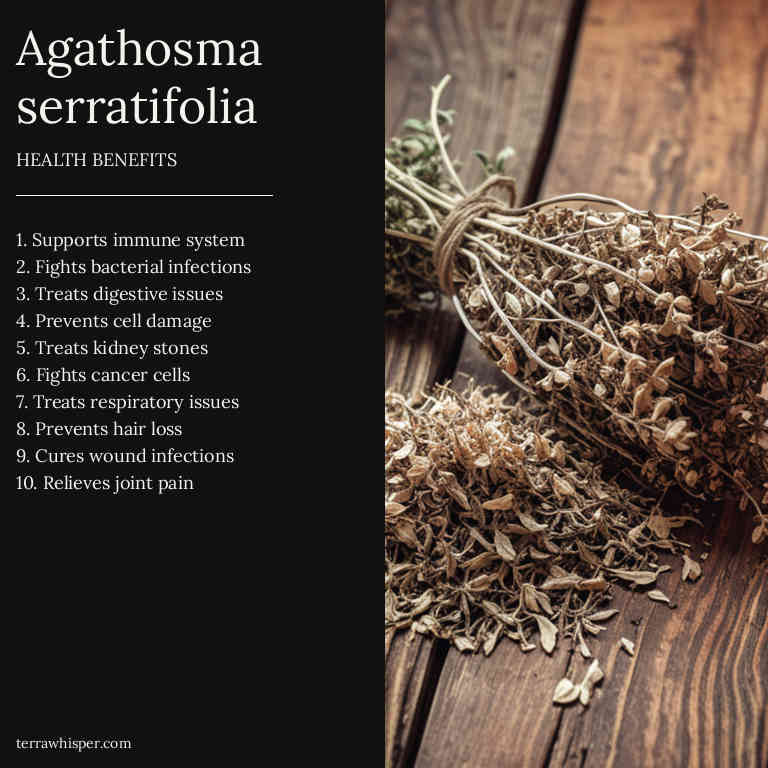 Agathosma
serratifolia
HEALTH BENEFITS
1. Supports immune system
2. Fights bacterial infections
3. Treats digestive issues
4. Prevents cell damage
5. Treats kidney stones
6. Fights cancer cells
7. Treats respiratory issues
8. Prevents hair loss
9. Cures wound infections
10. Relieves joint pain
terrawhisper.com